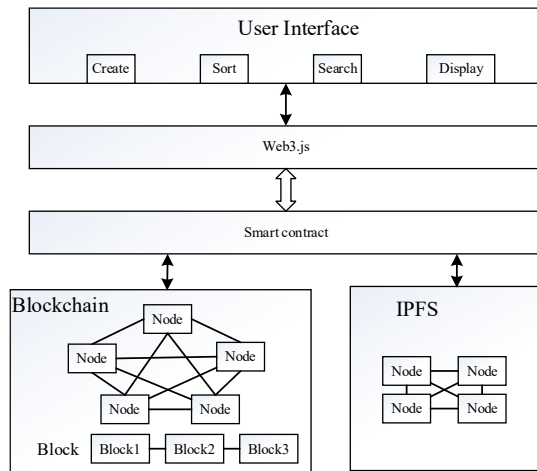 User Interface
Create Sort Search Display
Web3.js
Smart contract
Blockchain
Node
Node Node
Node Node
Block Block1 Block2 Block3
IPFS
Node Node
Node Node